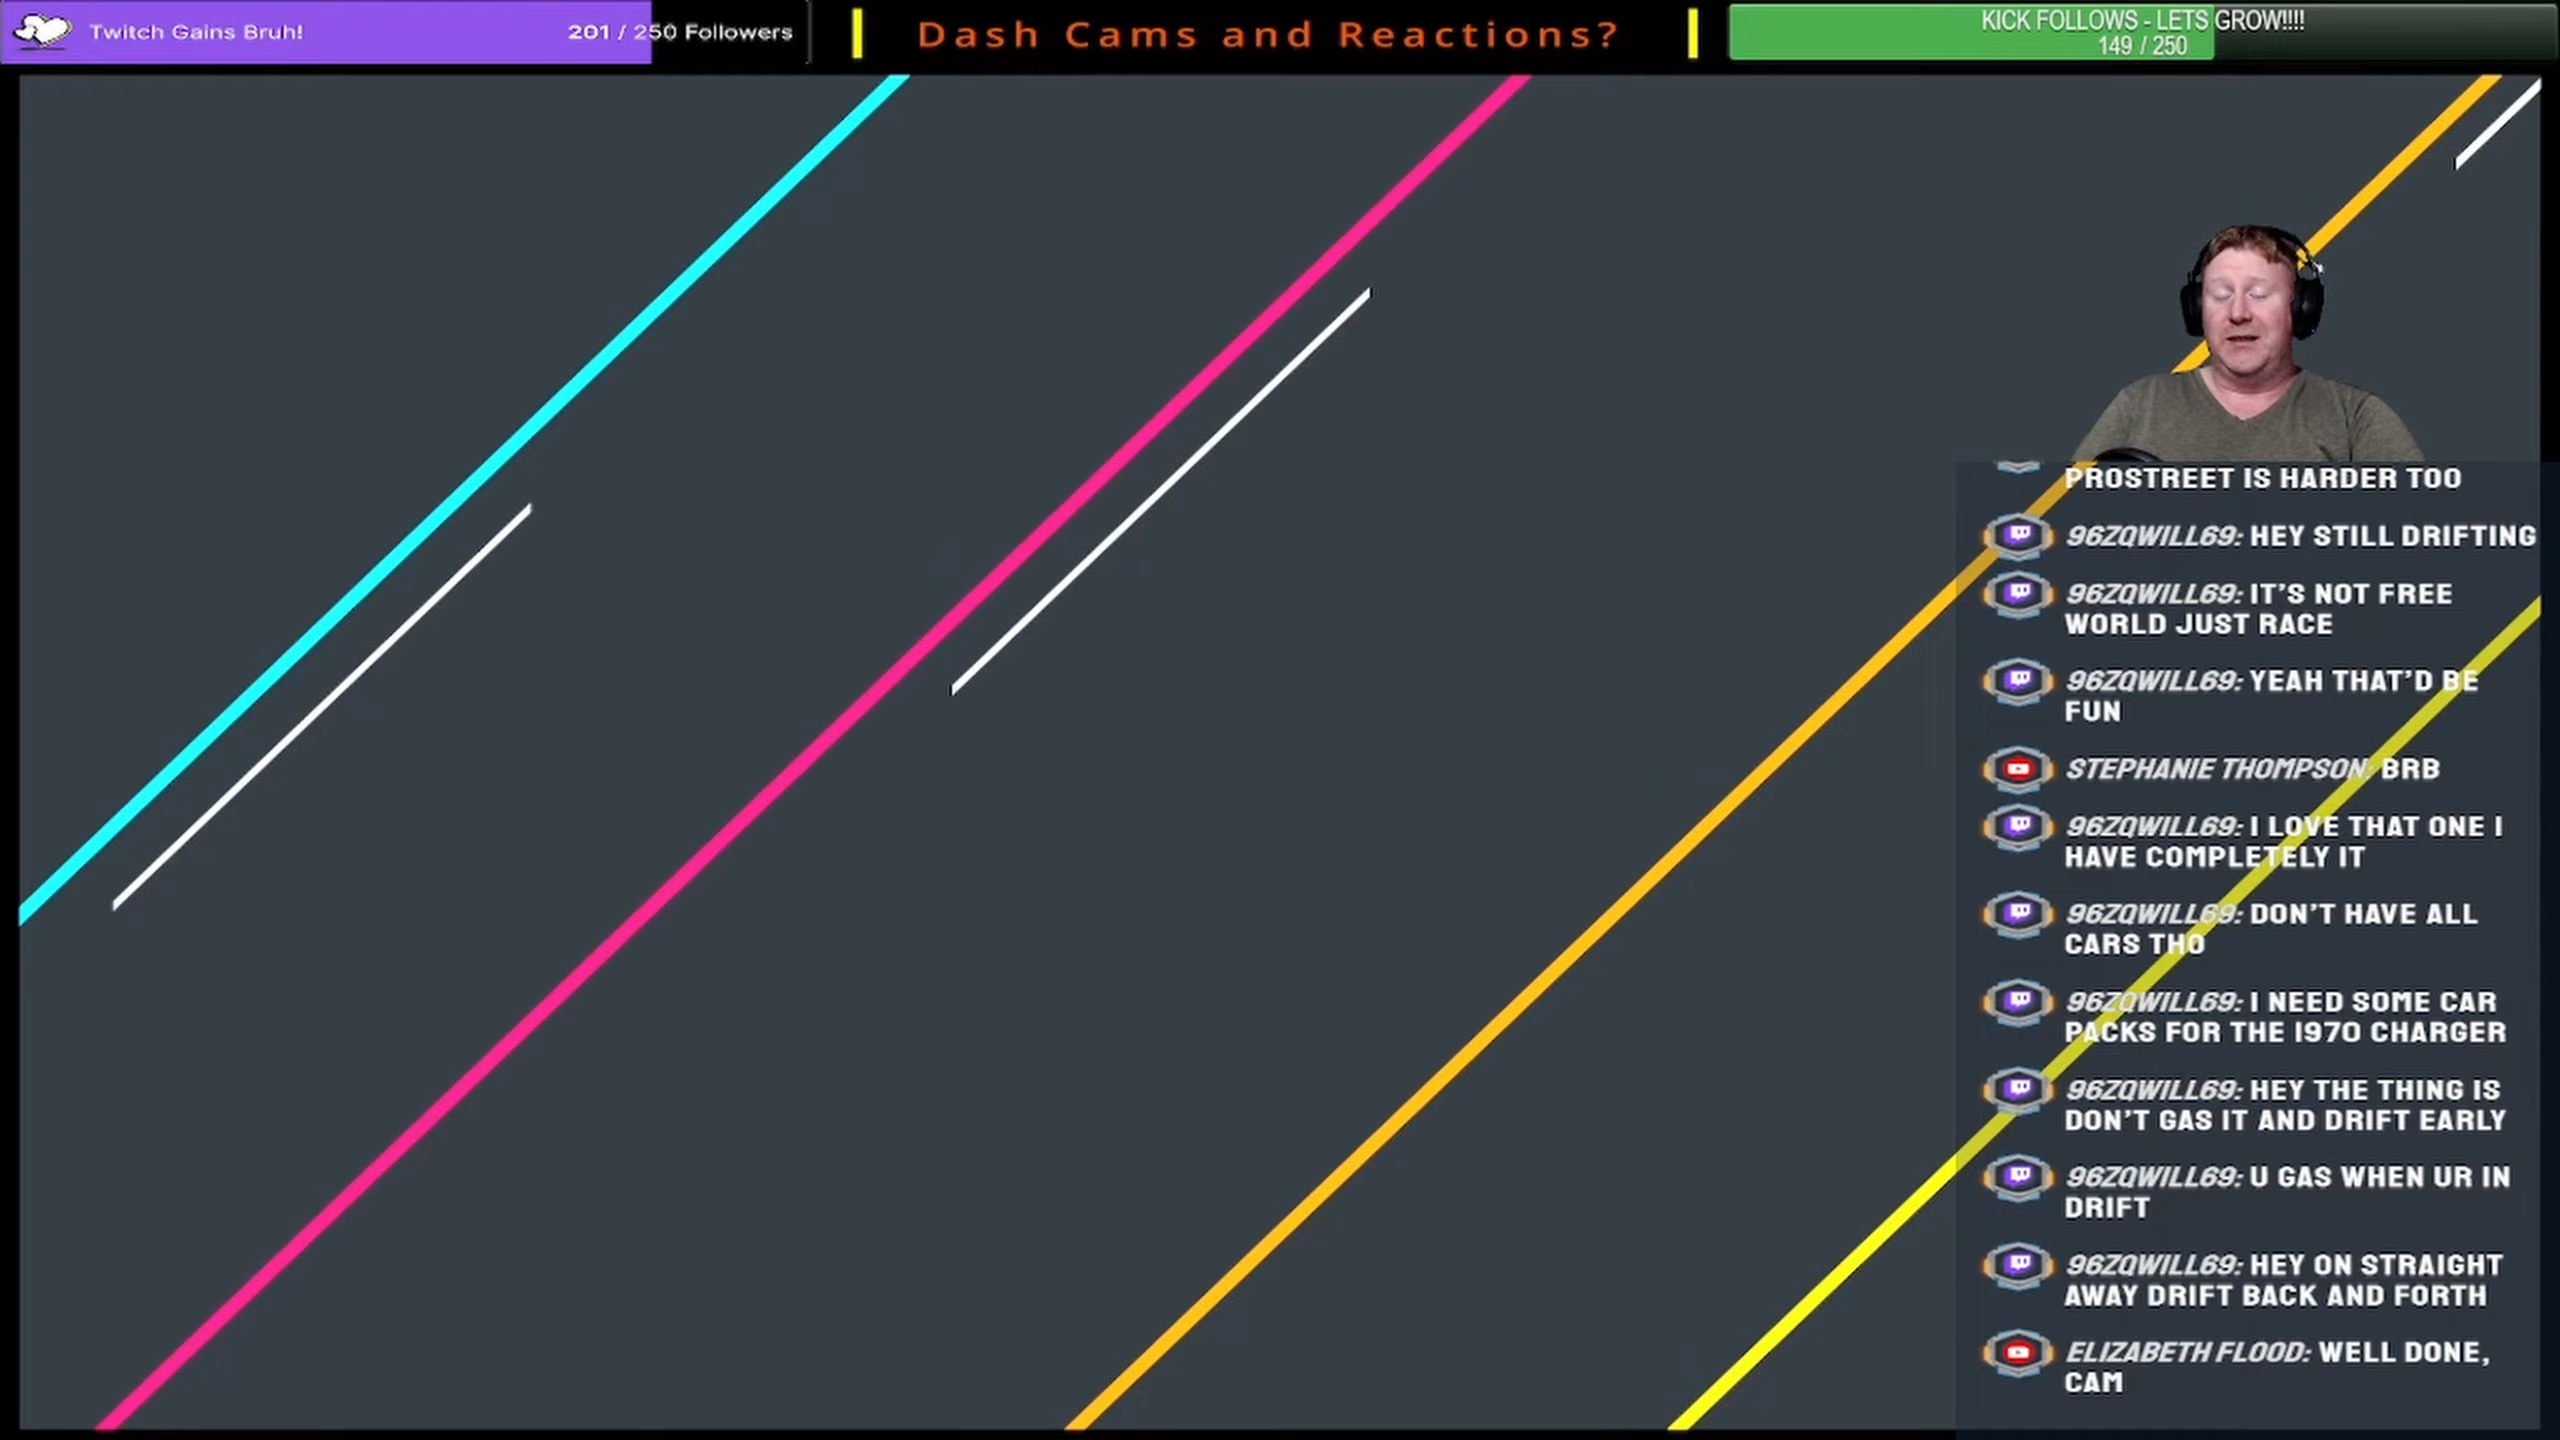 Twitch Gains Bruh!
201 / 250 Followers
Dash Cams and Reactions?
KICK FOLLOWS - LETS GROW!!!!
149 / 250
PROSTREET IS HARDER TOO
96ZQWILL69: HEY STILL DRIFTING
96ZQWILL69: IT'S NOT FREE
WORLD JUST RACE
96ZQWILL69: YEAH THAT'D BE
FUN
STEPHANIE THOMPSON: BRB
96ZQWILL69: I LOVE THAT ONE I
HAVE COMPLETELY IT
96ZQWILL69: DON'T HAVE ALL
CARS THO
96ZQWILL69: I NEED SOME CAR
PACKS FOR THE 1970 CHARGER
96ZQWILL69: HEY THE THING IS
DON'T GAS IT AND DRIFT EARLY
96ZQWILL69: U GAS WHEN UR IN
DRIFT
96ZQWILL69: HEY ON STRAIGHT
AWAY DRIFT BACK AND FORTH
ELIZABETH FLOOD: WELL DONE,
CAM